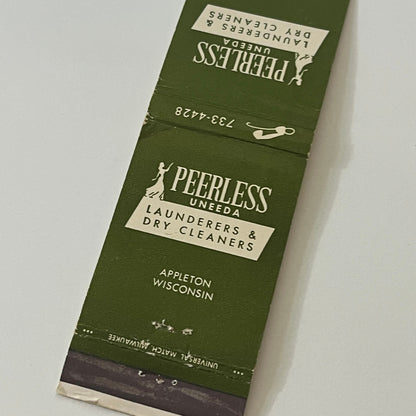 LAUNDERERS &
DRY CLEANERS
UNEEDA
PEERLESS
733-4428
PEERLESS
UNEEDA
LAUNDERERS &
DRY CLEANERS
APPLETON
WISCONSIN
UNIVERSAL MATCH MILWAUKEE